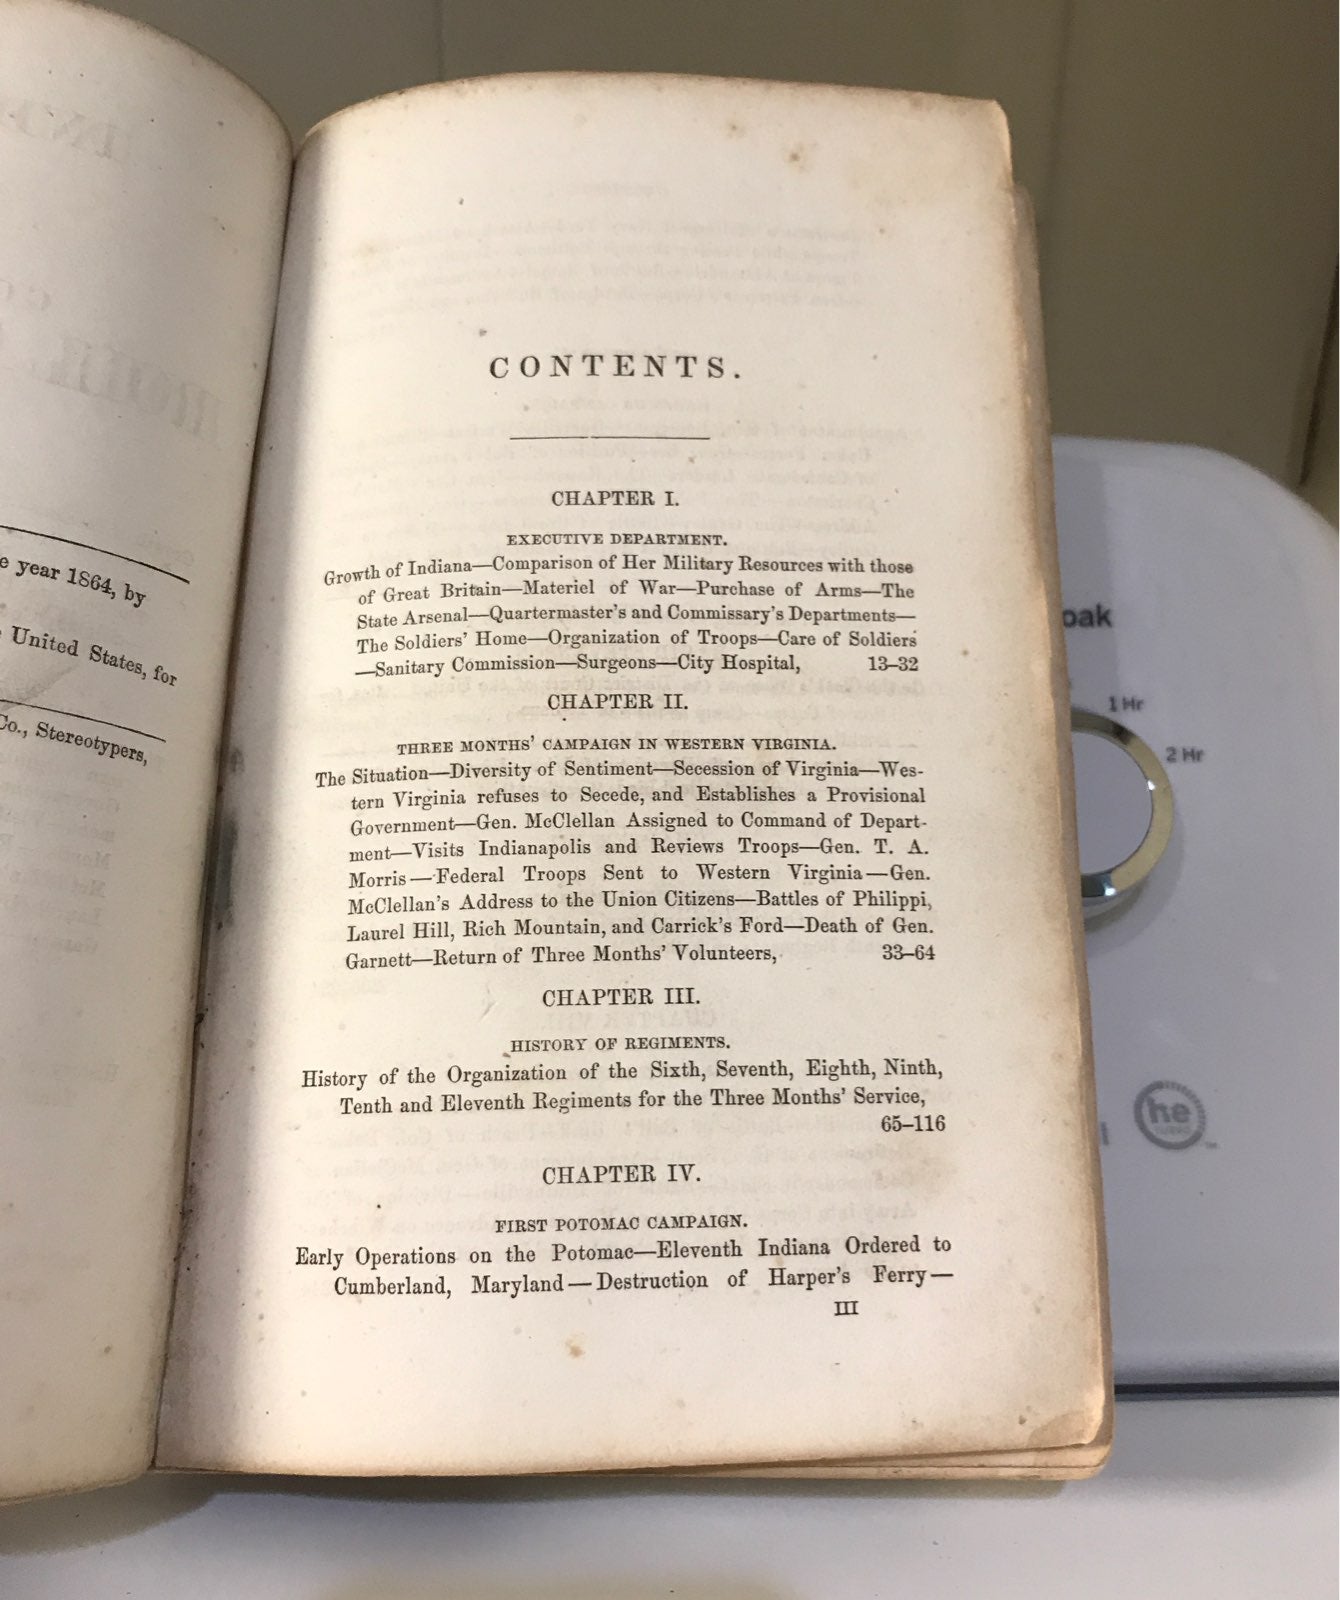 e year 1864, by
United States, for
Co., Stereotypers,
CONTENTS.
CHAPTER I.
EXECUTIVE DEPARTMENT.
Growth of Indiana—Comparison of Her Military Resources with those
of Great Britain—Materiel of War—Purchase of Arms—The
State Arsenal—Quartermaster's and Commissary's Departments—
The Soldiers' Home—Organization of Troops—Care of Soldiers
—Sanitary Commission—Surgeons—City Hospital, 13–32
CHAPTER II.
THREE MONTHS' CAMPAIGN IN WESTERN VIRGINIA.
The Situation—Diversity of Sentiment—Secession of Virginia—Wes-
tern Virginia refuses to Secede, and Establishes a Provisional
Government—Gen. McClellan Assigned to Command of Depart-
ment—Visits Indianapolis and Reviews Troops—Gen. T. A.
Morris—Federal Troops Sent to Western Virginia—Gen.
McClellan's Address to the Union Citizens—Battles of Philippi,
Laurel Hill, Rich Mountain, and Carrick's Ford—Death of Gen.
Garnett—Return of Three Months' Volunteers, 33–64
CHAPTER III.
HISTORY OF REGIMENTS.
History of the Organization of the Sixth, Seventh, Eighth, Ninth,
Tenth and Eleventh Regiments for the Three Months' Service,
65–116
CHAPTER IV.
FIRST POTOMAC CAMPAIGN.
Early Operations on the Potomac—Eleventh Indiana Ordered to
Cumberland, Maryland—Destruction of Harper's Ferry—
III
oak
1 Hr
2 Hr
he